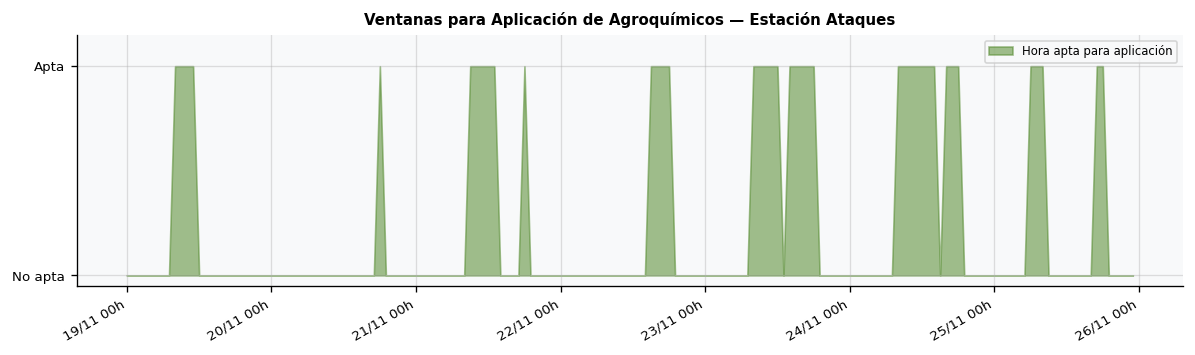 Ventanas para Aplicación de Agroquímicos — Estación Ataques
Hora apta para aplicación
Apta
No apta
19/11 00h
20/11 00h
21/11 00h
22/11 00h
23/11 00h
24/11 00h
25/11 00h
26/11 00h